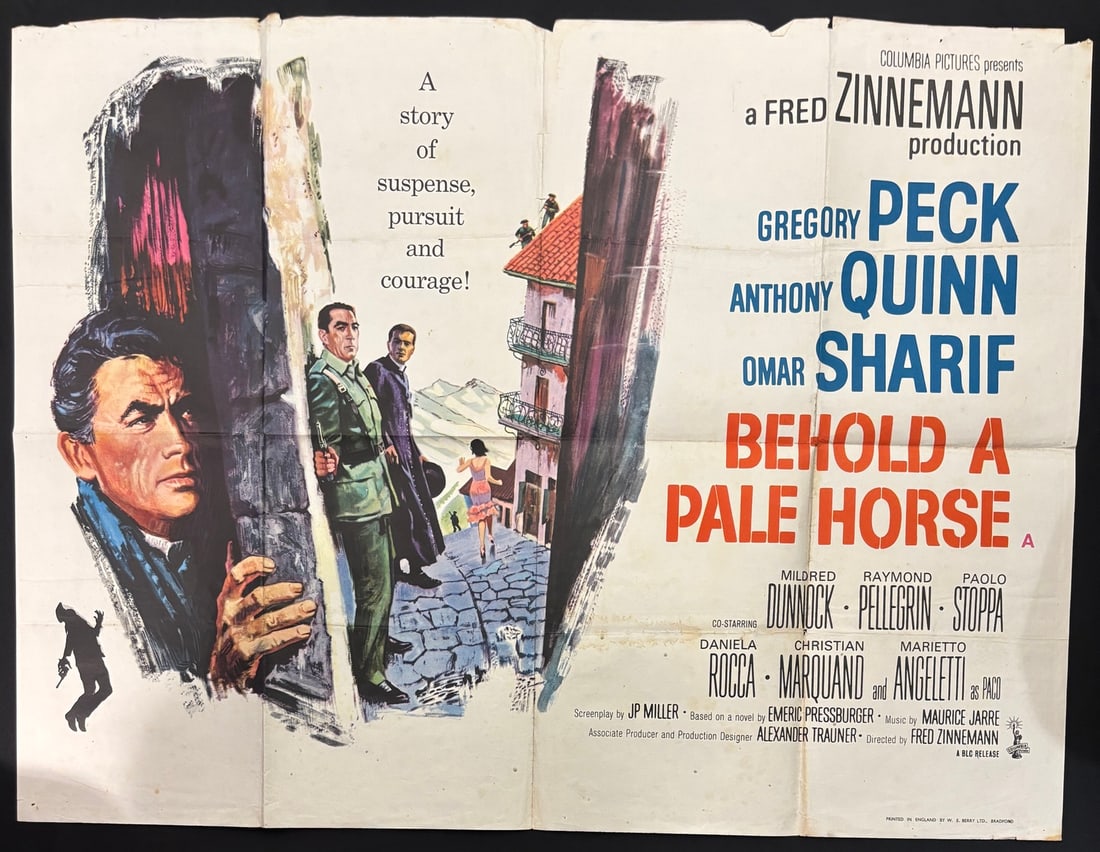 A
story
of
suspense,
pursuit
and
courage!
COLUMBIA PICTURES presents
a FRED ZINNEMANN
production
GREGORY PECK
ANTHONY QUINN
OMAR SHARIF
BEHOLD A
PALE HORSE A
MILDRED RAYMOND PAOLO
CO-STARRING DUNNOCK · PELLEGRIN · STOPPA
DANIELA CHRISTIAN MARIETTO
ROCCA · MARQUAND and ANGELETTI as PACO
Screenplay by JP MILLER · Based on a novel by EMERIC PRESSBURGER · Music by MAURICE JARRE
Associate Producer and Production Designer ALEXANDER TRAUNER · Directed by FRED ZINNEMANN
A BLC RELEASE
PRINTED IN ENGLAND BY W. E. BERRY LTD., BRADFORD